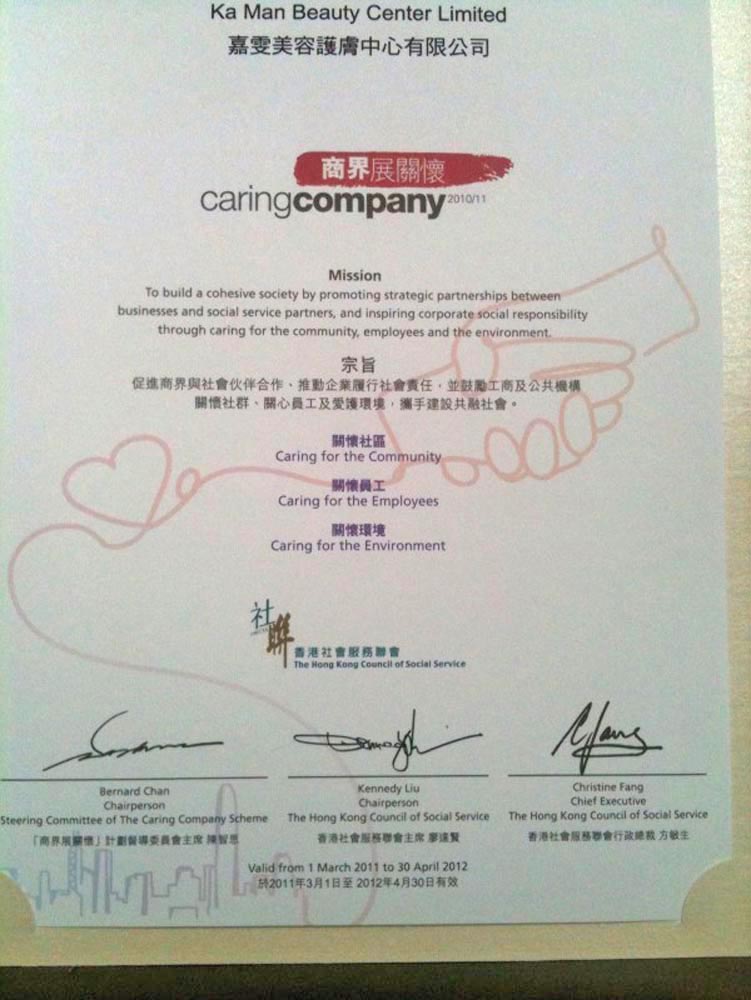 Ka Man Beauty Center Limited
嘉雯美容護膚中心有限公司
商界展關懷
caringcompany 2010/11
Mission
To build a cohesive society by promoting strategic partnerships between
businesses and social service partners, and inspiring corporate social responsibility
through caring for the community, employees and the environment.
宗旨
促進商界與社會伙伴合作、推動企業履行社會責任，並鼓勵工商及公共機構
關懷社群、關心員工及愛護環境，攜手建設共融社會。
關懷社區
Caring for the Community
關懷員工
Caring for the Employees
關懷環境
Caring for the Environment
社聯
香港社會服務聯會
The Hong Kong Council of Social Service
Bernard Chan
Chairperson
Steering Committee of The Caring Company Scheme
「商界展關懷」計劃督導委員會主席 陳智思
Kennedy Liu
Chairperson
The Hong Kong Council of Social Service
香港社會服務聯會主席 廖達賢
Christine Fang
Chief Executive
The Hong Kong Council of Social Service
香港社會服務聯會行政總裁 方敏生
Valid from 1 March 2011 to 30 April 2012
於2011年3月1日至 2012年4月30日有效